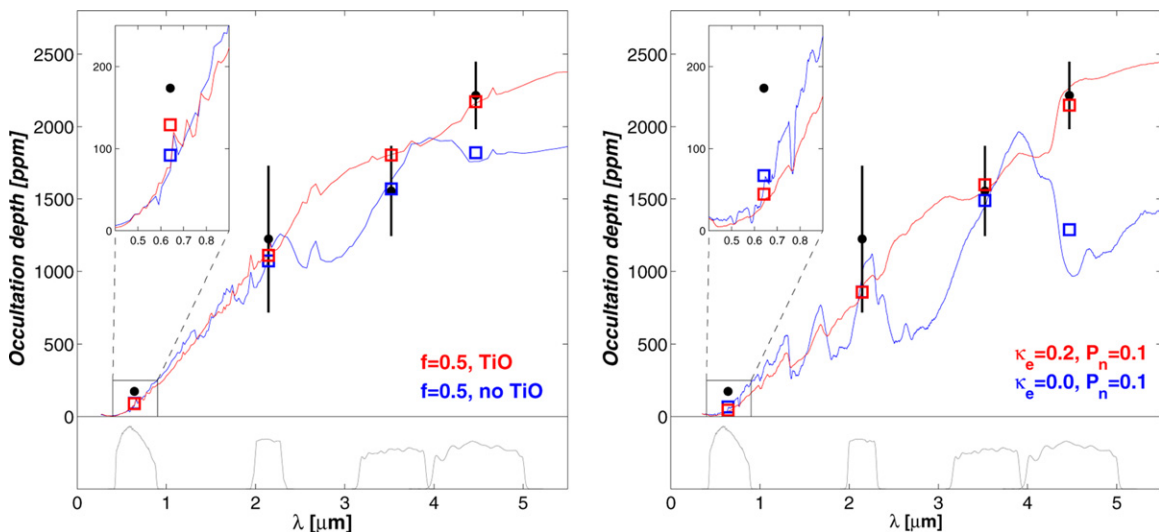 Occultation depth [ppm]
2500
2000
1500
1000
500
0
200
100
0
0.5 0.6 0.7 0.8
f=0.5, TiO
f=0.5, no TiO
0 1 2 3 4 5
λ [μm]
Occultation depth [ppm]
2500
2000
1500
1000
500
0
200
100
0
0.5 0.6 0.7 0.8
κe=0.2, Pn=0.1
κe=0.0, Pn=0.1
0 1 2 3 4 5
λ [μm]